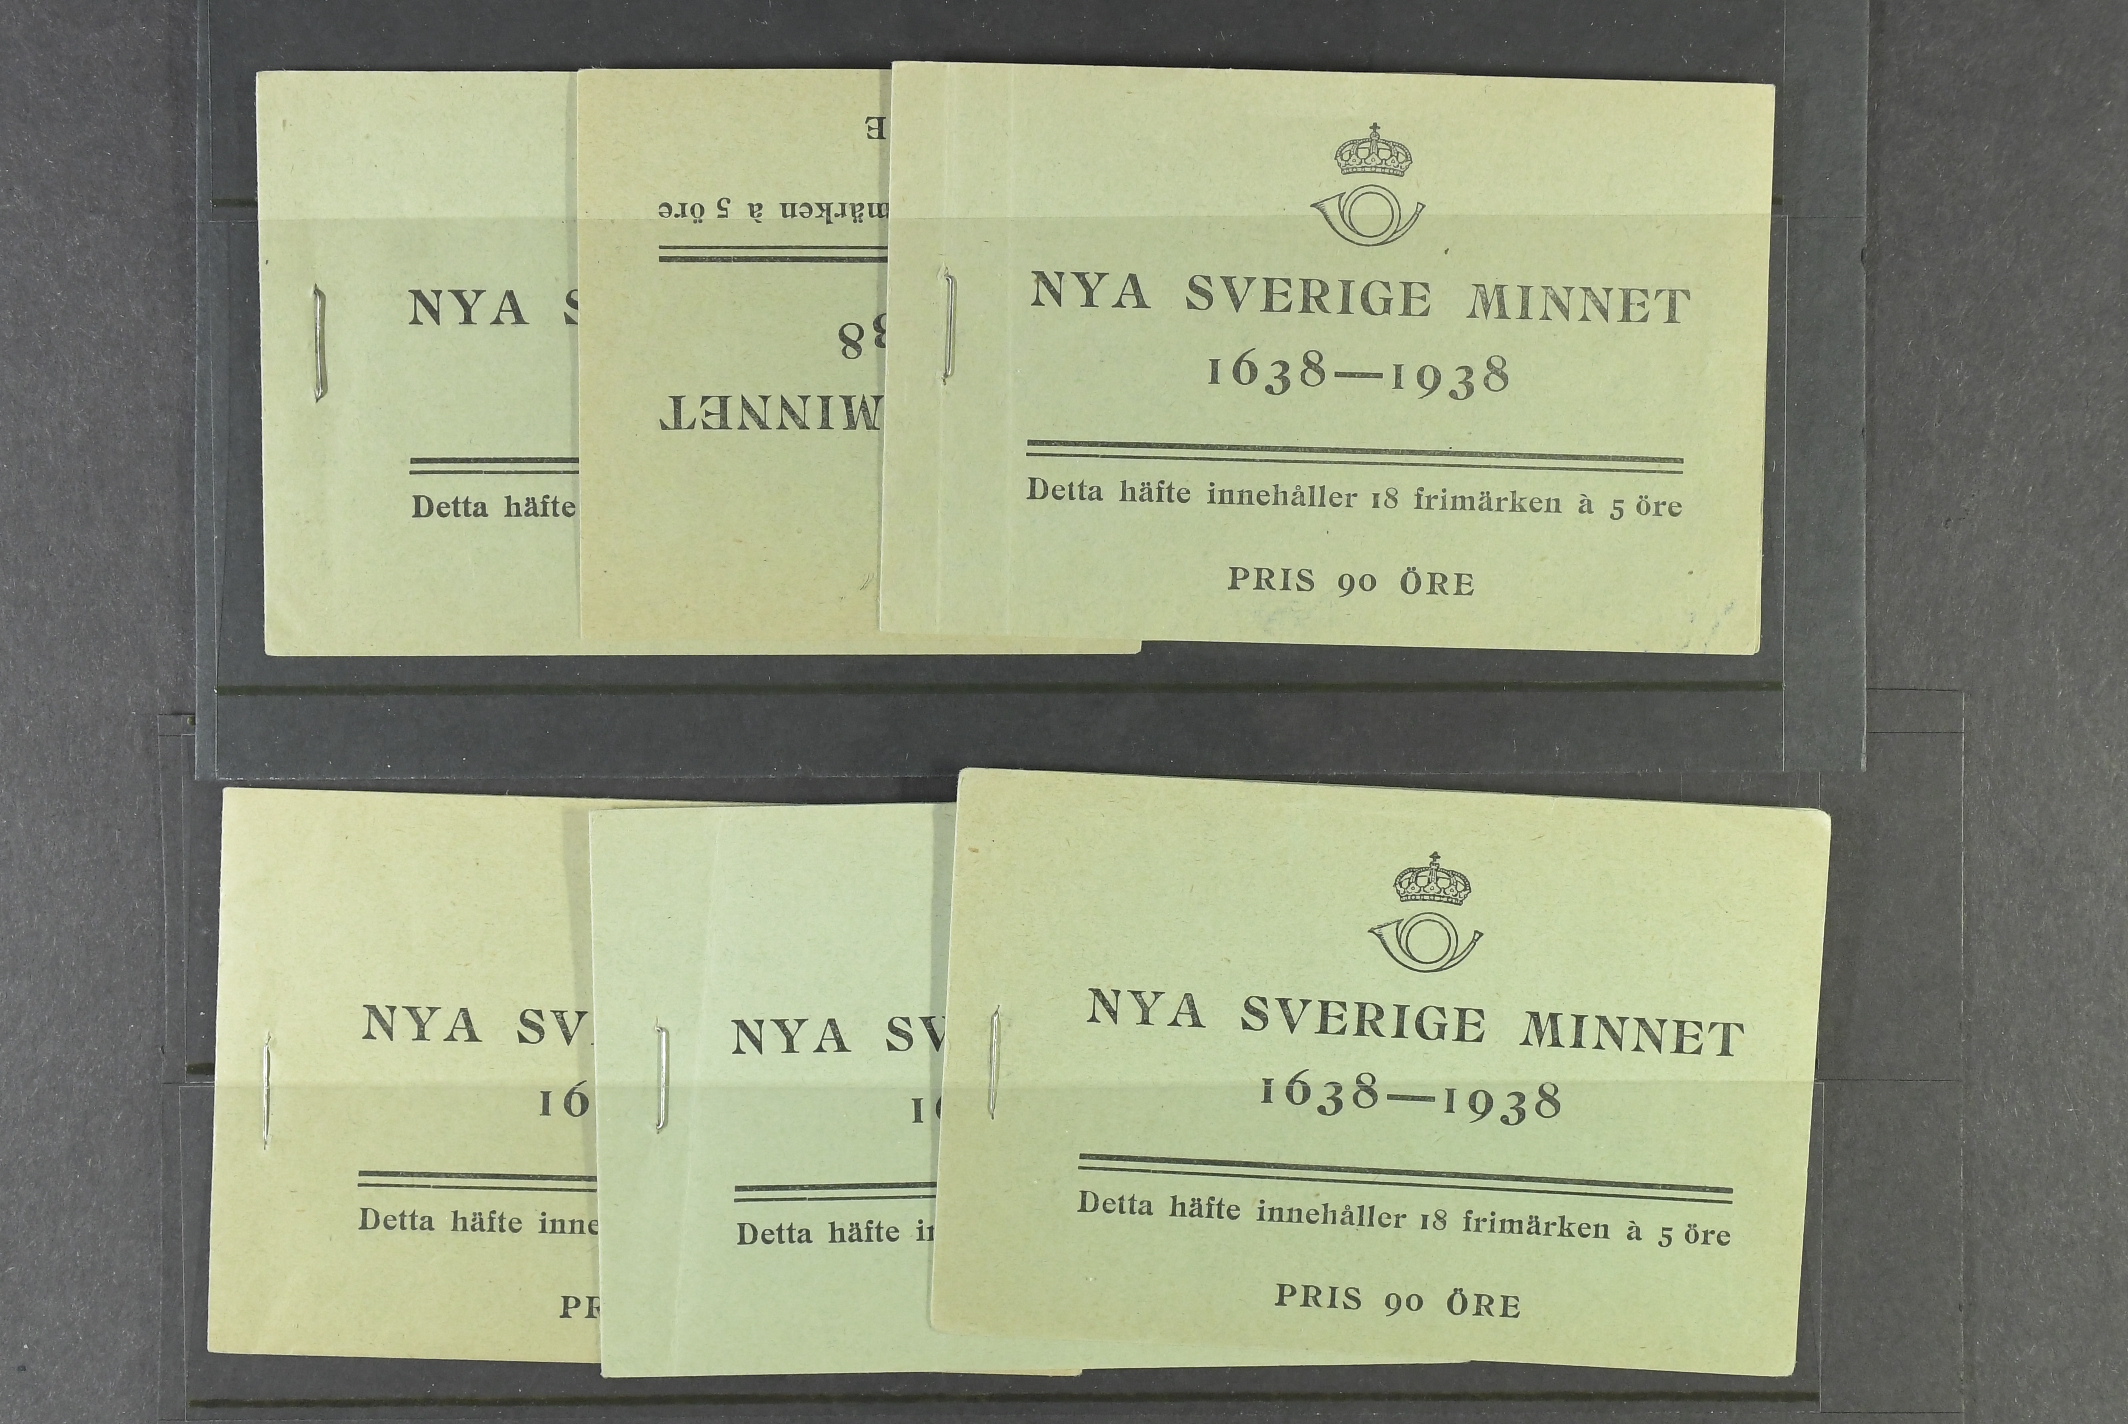 NYA S
Detta häfte
E
märken à 5 öre
38
MINNET
NYA SVERIGE MINNET
1638—1938
Detta häfte innehåller 18 frimärken à 5 öre
PRIS 90 ÖRE
NYA SV
16
Detta häfte inne
PR
NYA SV
16
Detta häfte in
NYA SVERIGE MINNET
1638—1938
Detta häfte innehåller 18 frimärken à 5 öre
PRIS 90 ÖRE